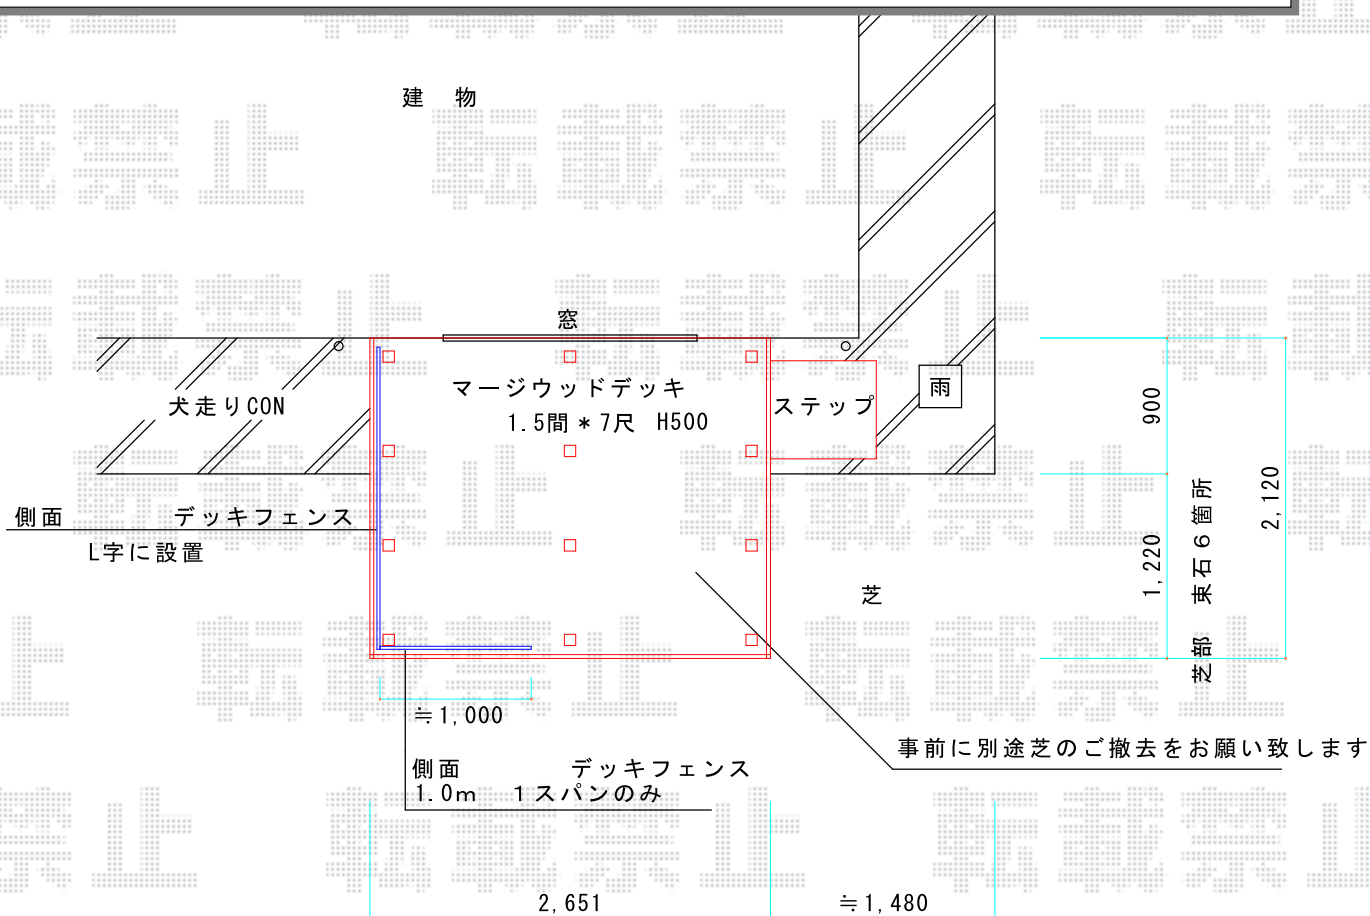 建　物
窓
マージウッドデッキ
1.5間＊7尺　H500
ステップ
雨
犬走りCON
側面　　　　　デッキフェンス
L字に設置
芝
900
1,220
2,120
芝部　束石６箇所
≒1,000
側面　　　　　デッキフェンス
1.0m　１スパンのみ
事前に別途芝のご撤去をお願い致します
2,651
≒1,480
転載禁止